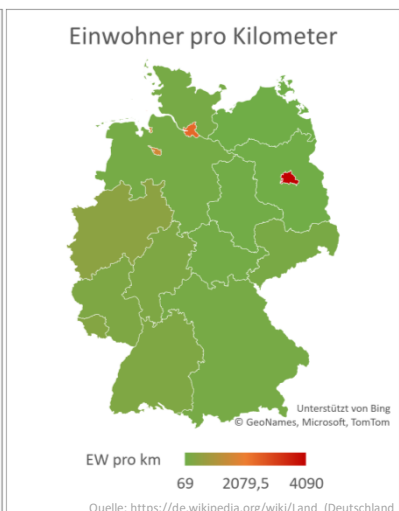 Einwohner pro Kilometer
Unterstützt von Bing
© GeoNames, Microsoft, TomTom
EW pro km
69 2079,5 4090
Quelle: https://de.wikipedia.org/wiki/Land_(Deutschland